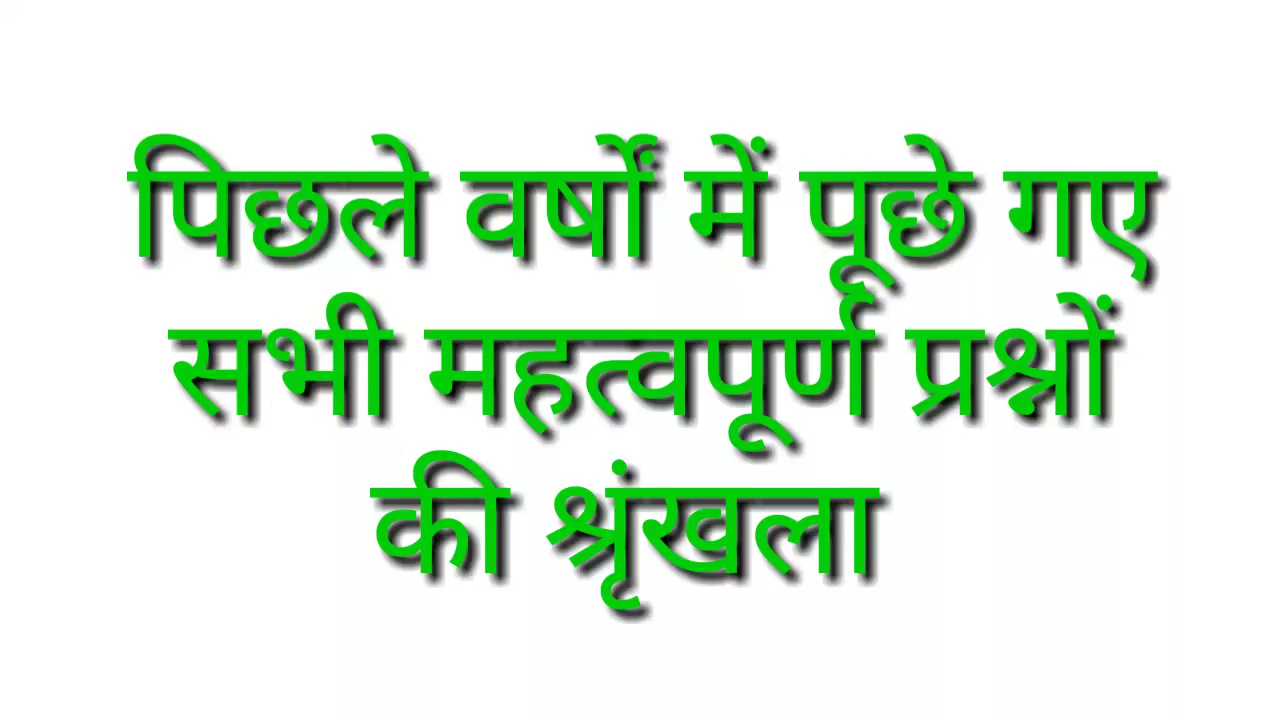 पिछले वर्षों में पूछे गए
सभी महत्वपूर्ण प्रश्नों
की श्रृंखला